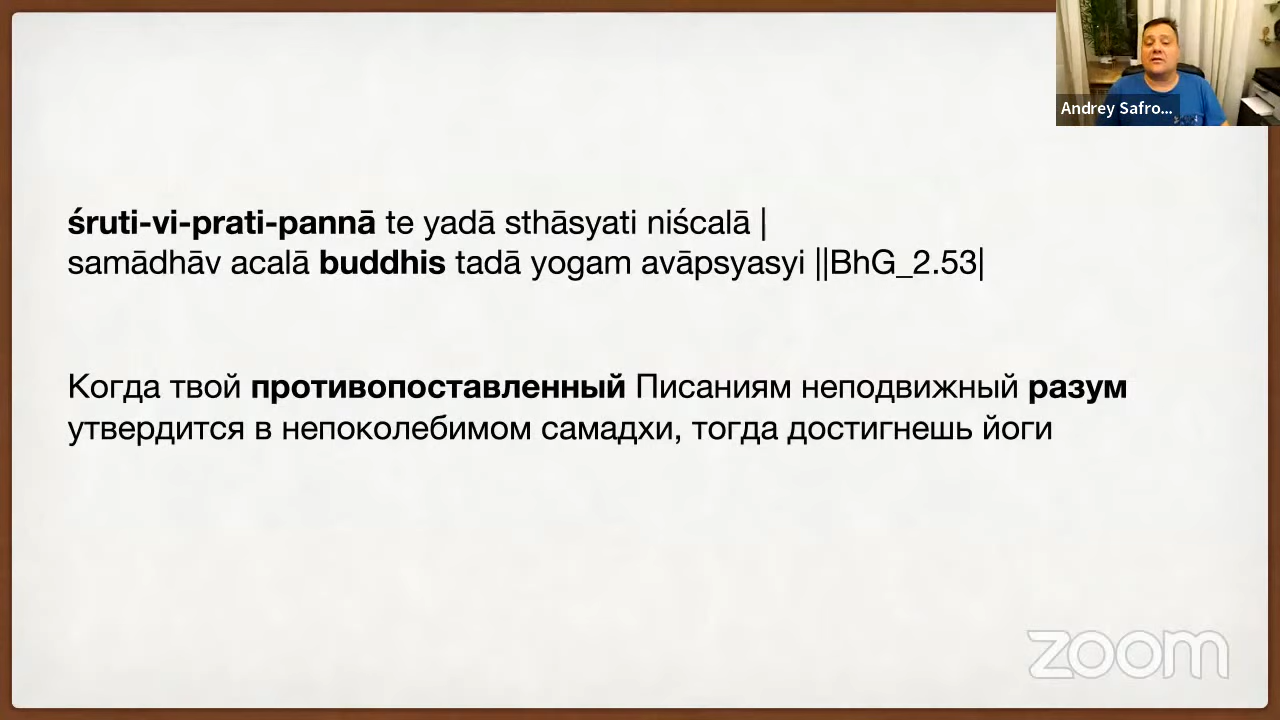 Andrey Safro...
śruti-vi-prati-pannā te yadā sthāsyati niścalā |
samādhāv acalā buddhis tadā yogam avāpsyasyi ||BhG_2.53|
Когда твой противопоставленный Писаниям неподвижный разум
утвердится в непоколебимом самадхи, тогда достигнешь йоги
zoom